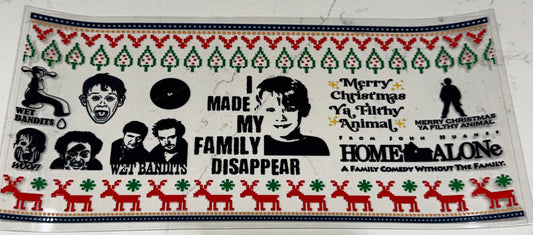 WET
BANDITS
WOOF!
WET BANDITS
I
MADE
MY
FAMILY
DISAPPEAR
Merry
Christmas
Ya Filthy
Animal
MERRY CHRISTMAS
YA FILTHY ANIMAL
FROM JOHN HUGHES
HOME ALONe
A FAMILY COMEDY WITHOUT THE FAMILY.